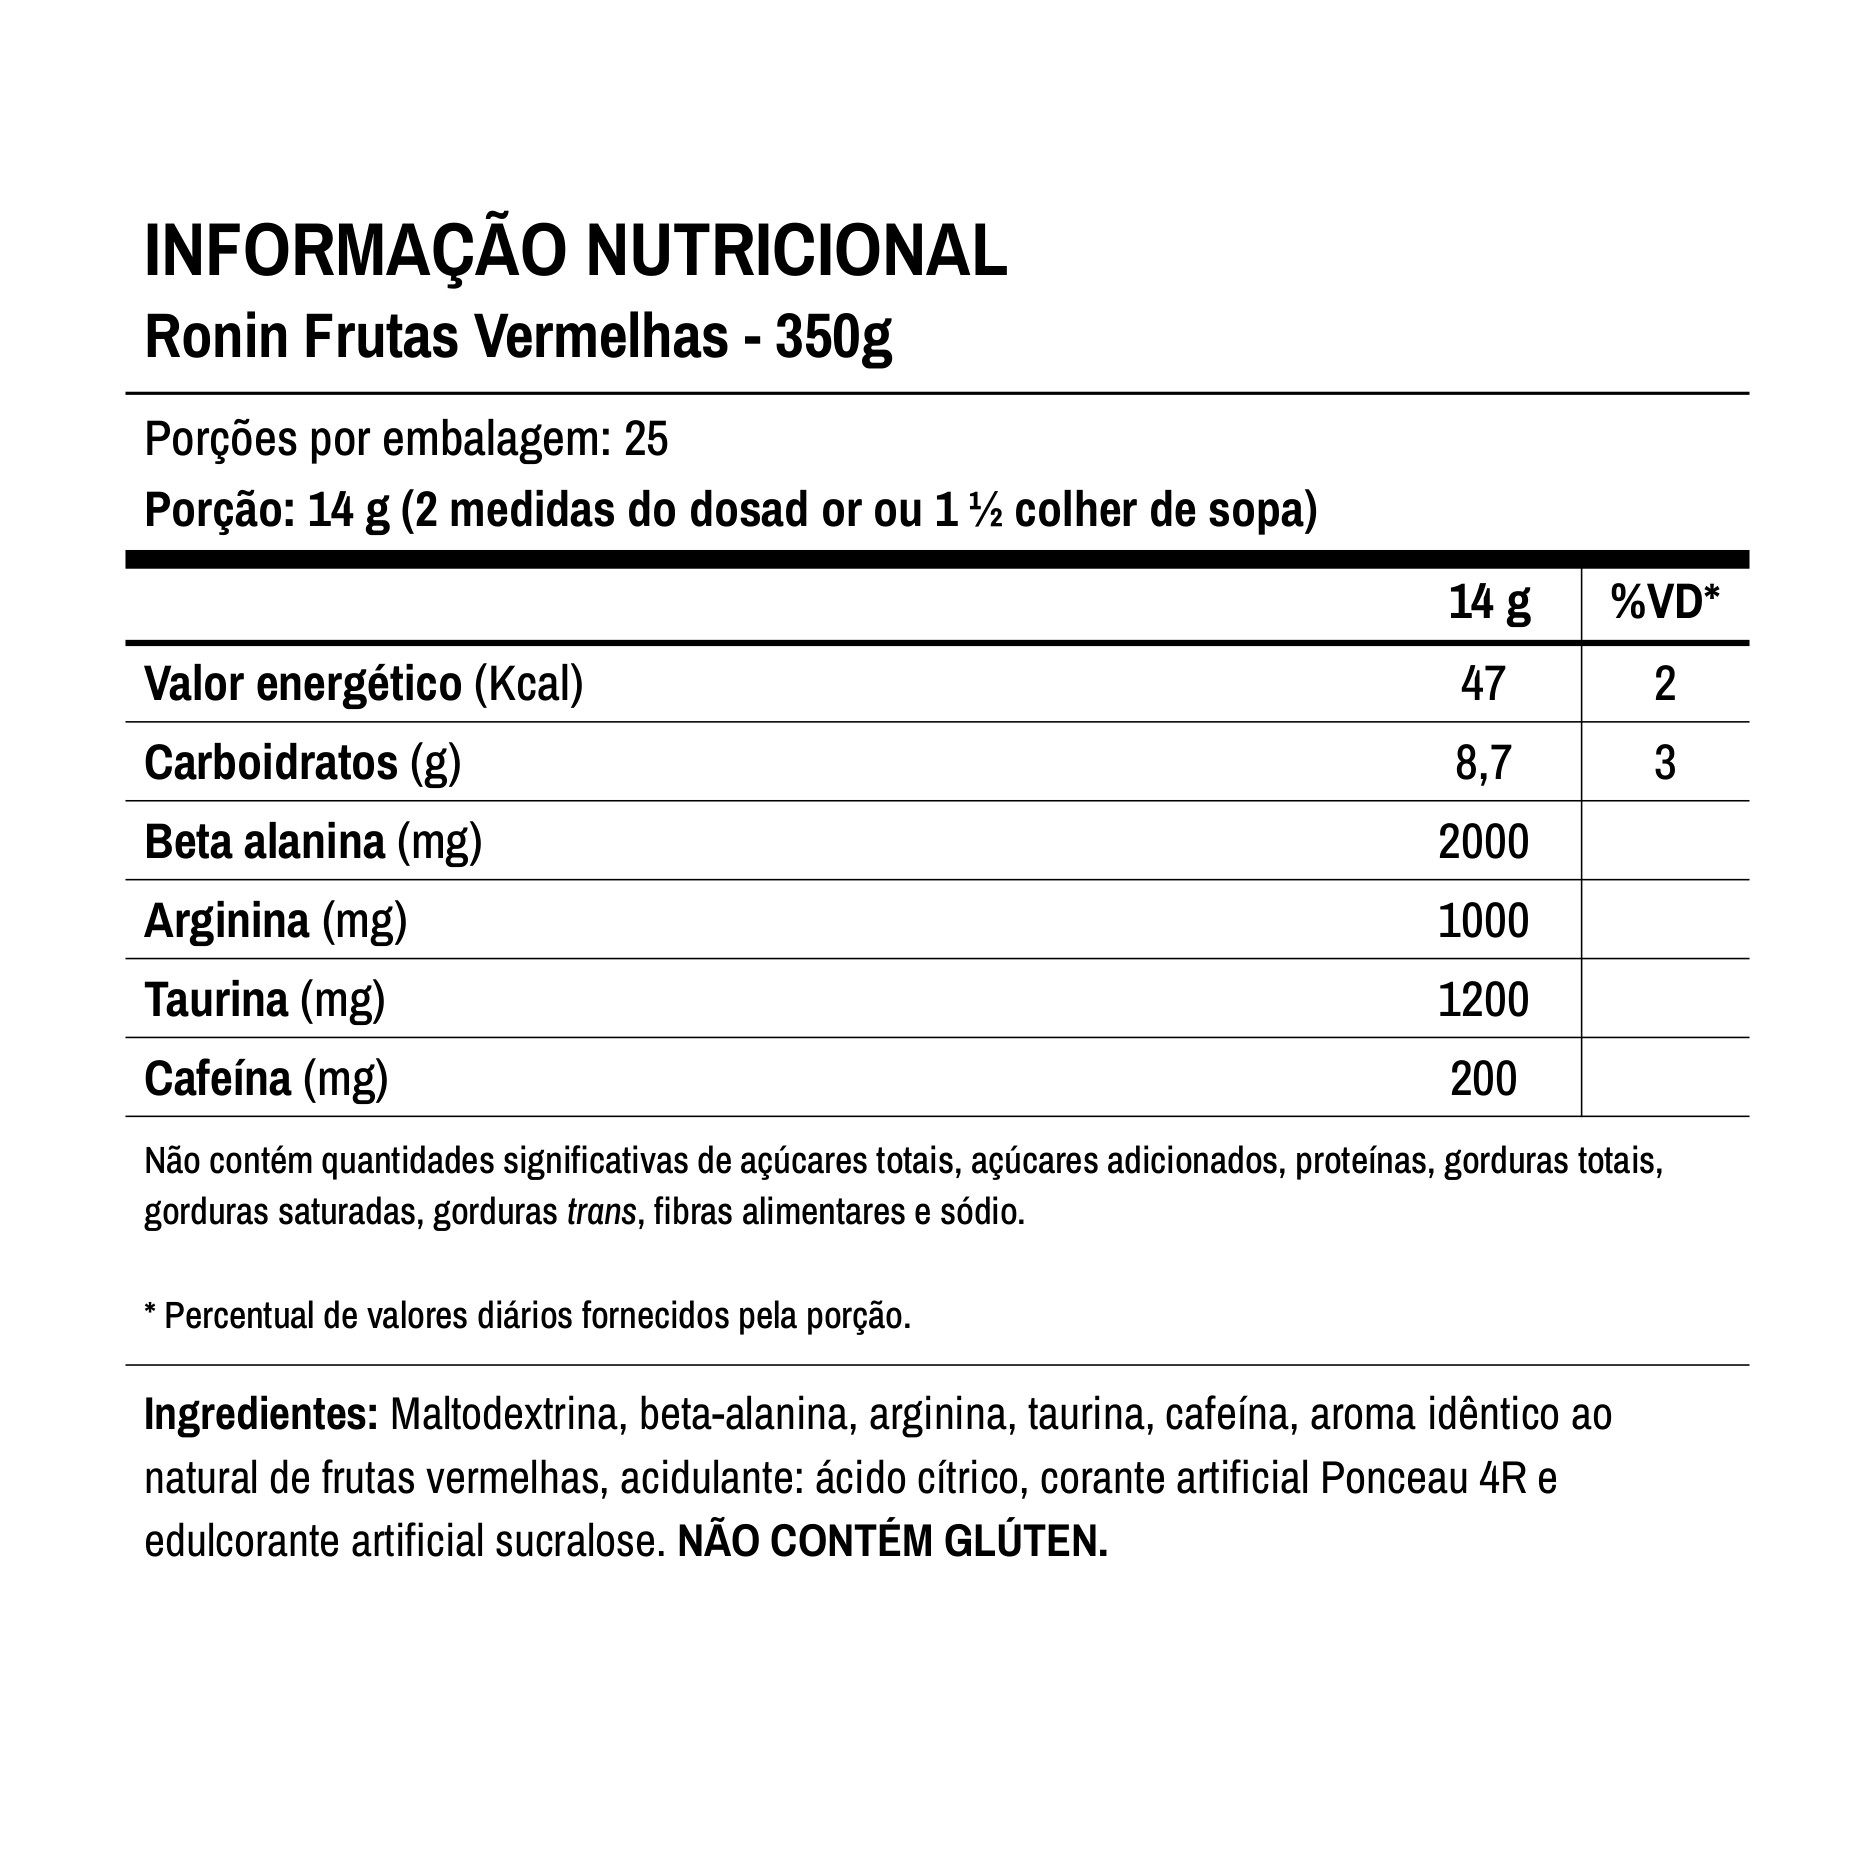 INFORMAÇÃO NUTRICIONAL
Ronin Frutas Vermelhas - 350g
Porções por embalagem: 25
Porção: 14 g (2 medidas do dosad or ou 1 ½ colher de sopa)
14 g %VD*
Valor energético (Kcal) 47 2
Carboidratos (g) 8,7 3
Beta alanina (mg) 2000
Arginina (mg) 1000
Taurina (mg) 1200
Cafeína (mg) 200
Não contém quantidades significativas de açúcares totais, açúcares adicionados, proteínas, gorduras totais,
gorduras saturadas, gorduras trans, fibras alimentares e sódio.
* Percentual de valores diários fornecidos pela porção.
Ingredientes: Maltodextrina, beta-alanina, arginina, taurina, cafeína, aroma idêntico ao
natural de frutas vermelhas, acidulante: ácido cítrico, corante artificial Ponceau 4R e
edulcorante artificial sucralose. NÃO CONTÉM GLÚTEN.